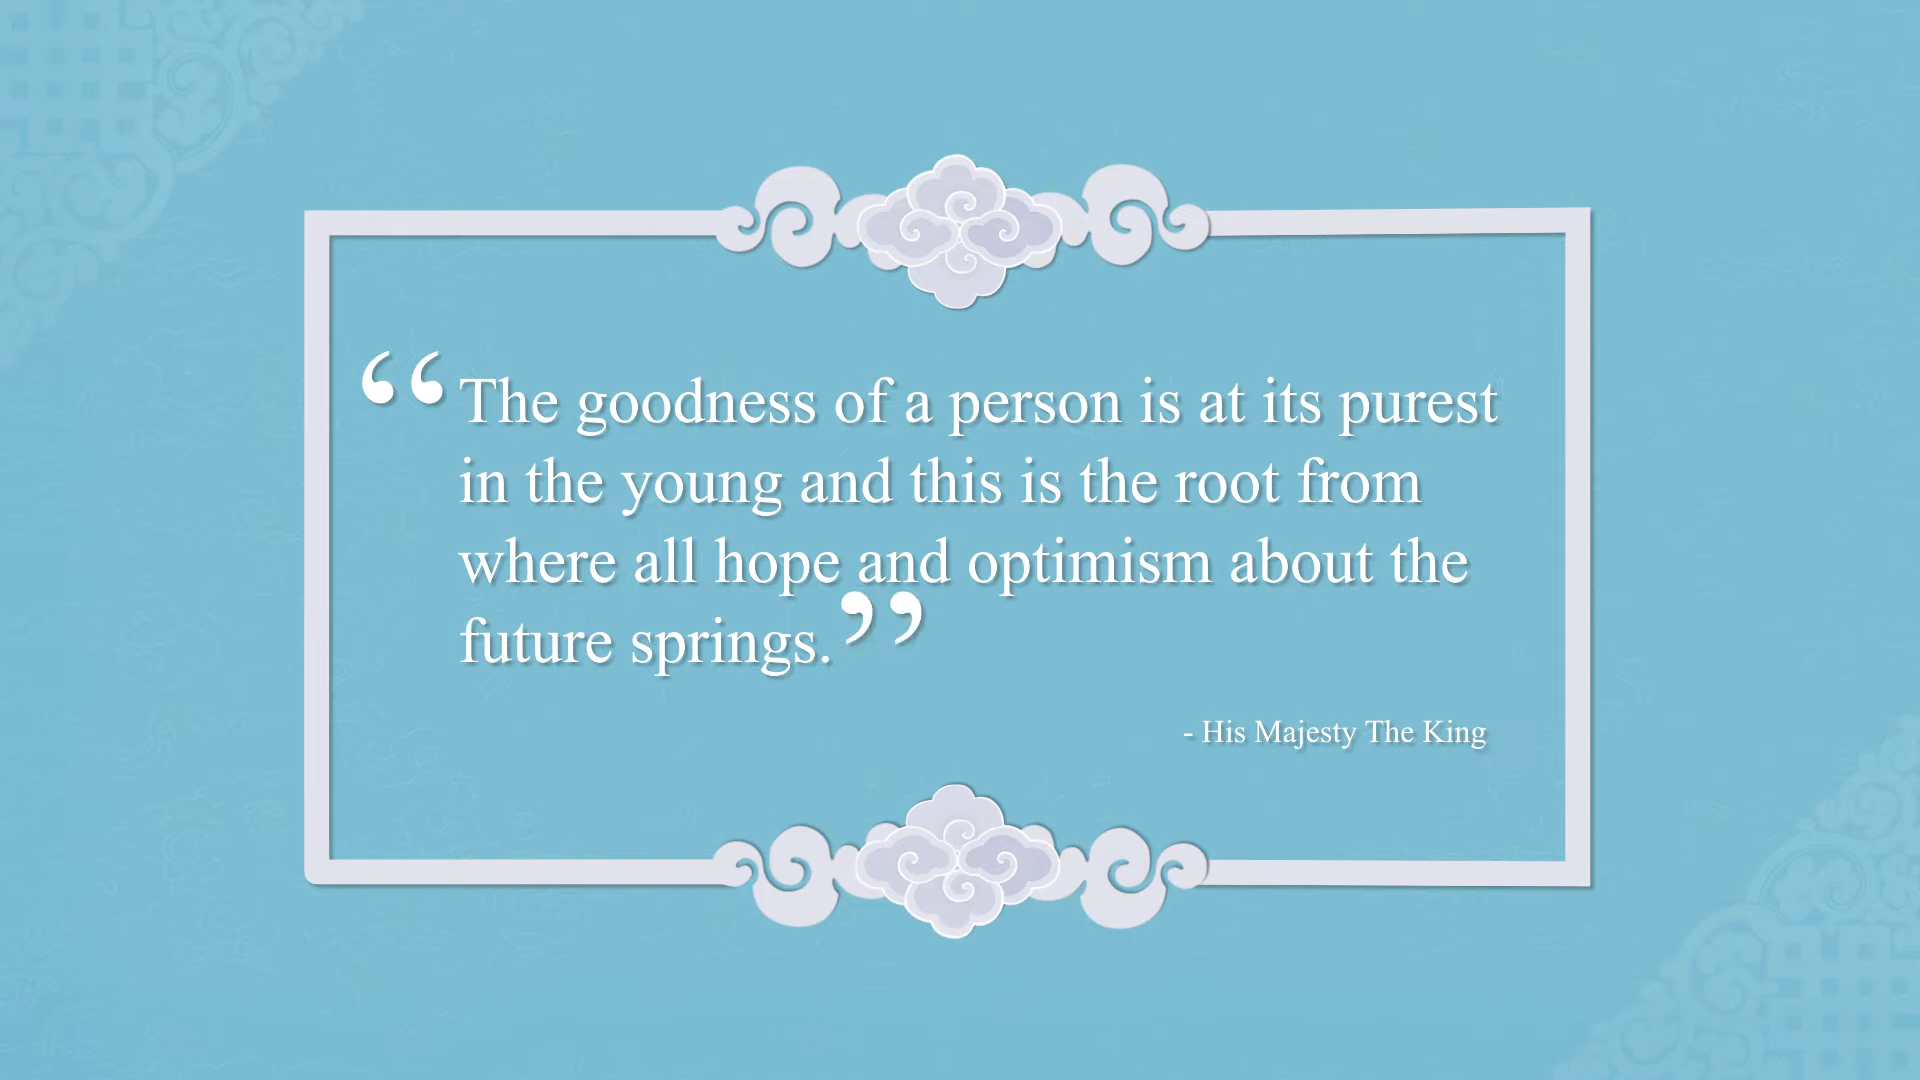 “The goodness of a person is at its purest
in the young and this is the root from
where all hope and optimism about the
future springs.”
- His Majesty The King